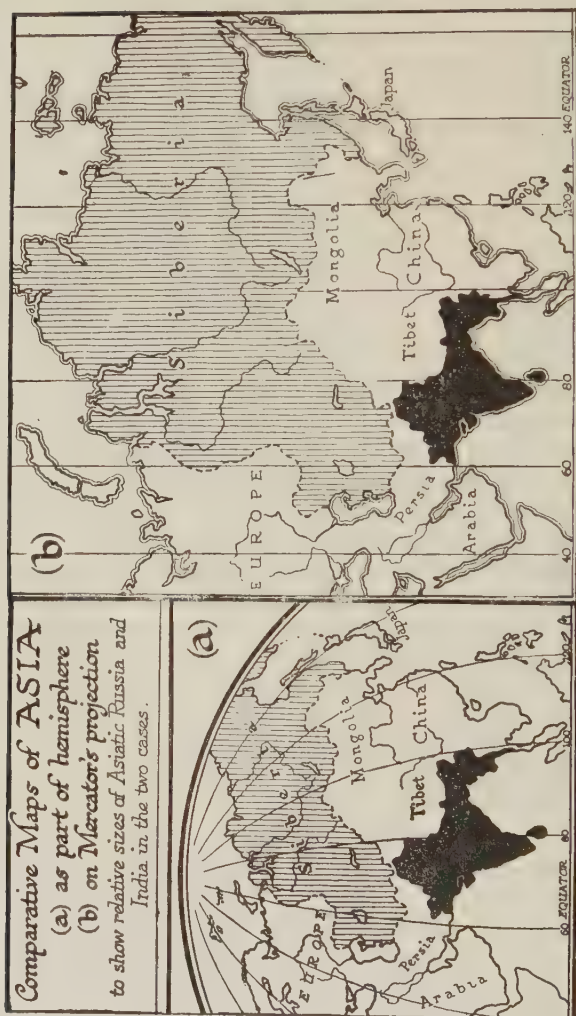 Comparative Maps of ASIA
(a) as part of hemisphere
(b) on Mercator's projection
to show relative sizes of Asiatic Russia and
India in the two cases.
(a)
EUROPE
Siberia
Mongolia
Japan
China
Tibet
Persia
Arabia
60 EQUATOR
80
100
120
(b)
Siberia
EUROPE
Mongolia
Japan
Tibet
China
Persia
Arabia
40
60
80
120
140 EQUATOR